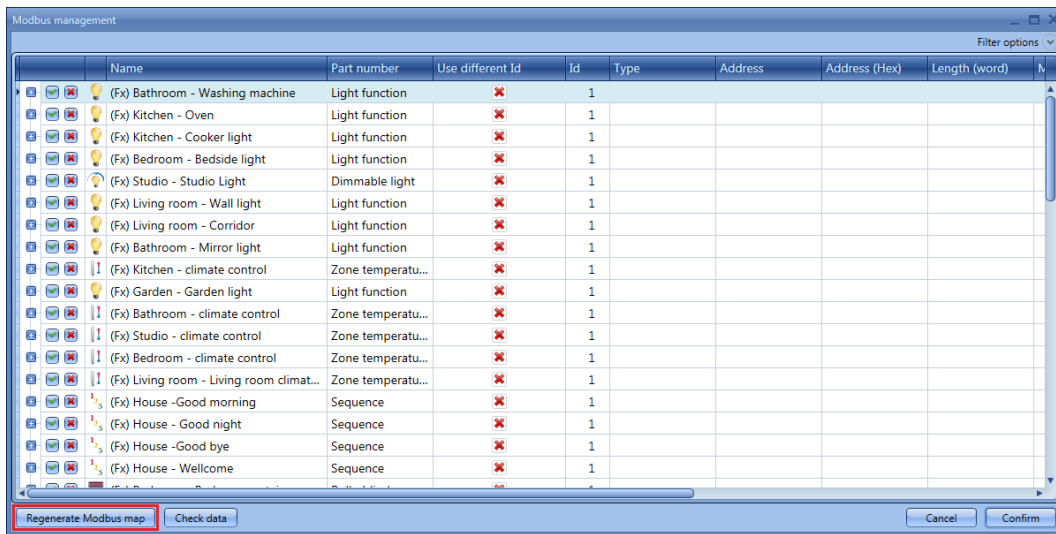 Modbus management
Filter options
Name Part number Use different Id Id Type Address Address (Hex) Length (word)
(Fx) Bathroom - Washing machine Light function 1
(Fx) Kitchen - Oven Light function 1
(Fx) Kitchen - Cooker light Light function 1
(Fx) Bedroom - Bedside light Light function 1
(Fx) Studio - Studio Light Dimmable light 1
(Fx) Living room - Wall light Light function 1
(Fx) Living room - Corridor Light function 1
(Fx) Bathroom - Mirror light Light function 1
(Fx) Kitchen - climate control Zone temperatu... 1
(Fx) Garden - Garden light Light function 1
(Fx) Bathroom - climate control Zone temperatu... 1
(Fx) Studio - climate control Zone temperatu... 1
(Fx) Bedroom - climate control Zone temperatu... 1
(Fx) Living room - Living room climat... Zone temperatu... 1
(Fx) House -Good morning Sequence 1
(Fx) House - Good night Sequence 1
(Fx) House -Good bye Sequence 1
(Fx) House - Wellcome Sequence 1
Regenerate Modbus map Check data Cancel Confirm